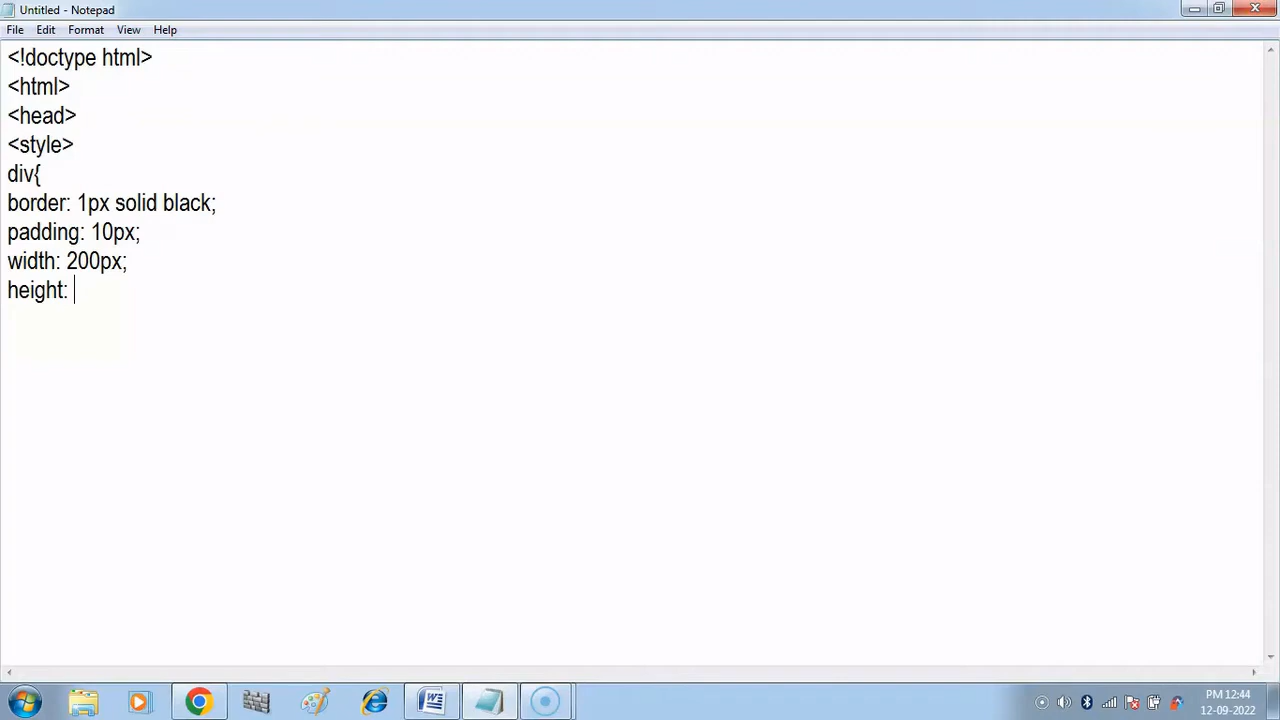 Untitled - Notepad
File Edit Format View Help
<!doctype html>
<html>
<head>
<style>
div{
border: 1px solid black;
padding: 10px;
width: 200px;
height:
PM 12:44
12-09-2022